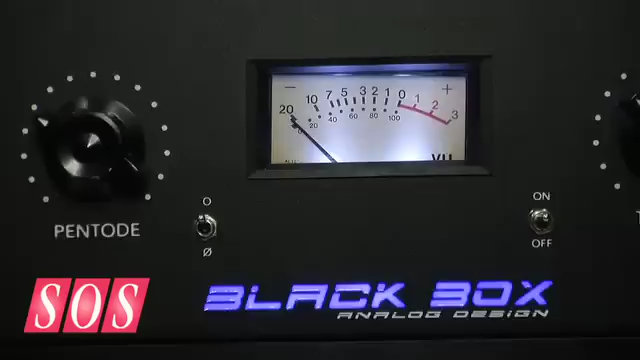 − +
20 10 7 5 3 2 1 0 1 2 3
0 20 40 60 80 100
VU
PENTODE
O
Ø
ON
OFF
SOS
BLACK BOX
ANALOG DESIGN